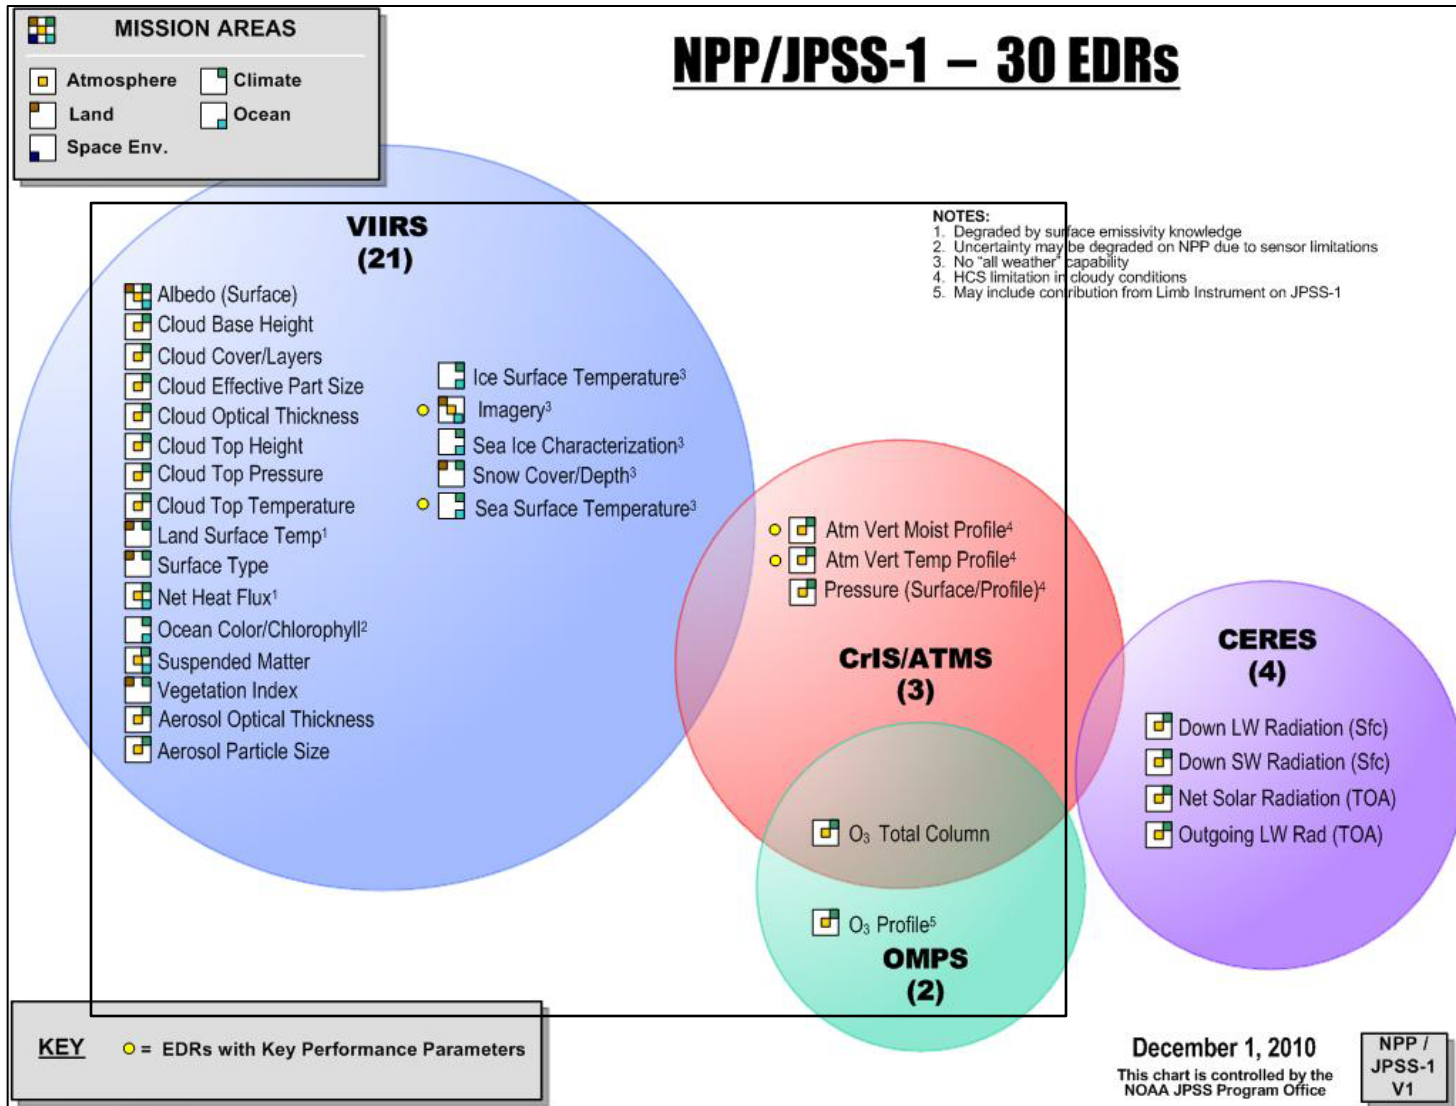 MISSION AREAS
Atmosphere
Climate
Land
Ocean
Space Env.
NPP/JPSS-1 – 30 EDRs
NOTES:
1. Degraded by surface emissivity knowledge
2. Uncertainty may be degraded on NPP due to sensor limitations
3. No "all weather" capability
4. HCS limitation in cloudy conditions
5. May include contribution from Limb Instrument on JPSS-1
VIIRS
(21)
Albedo (Surface)
Cloud Base Height
Cloud Cover/Layers
Cloud Effective Part Size
Cloud Optical Thickness
Cloud Top Height
Cloud Top Pressure
Cloud Top Temperature
Land Surface Temp¹
Surface Type
Net Heat Flux¹
Ocean Color/Chlorophyll²
Suspended Matter
Vegetation Index
Aerosol Optical Thickness
Aerosol Particle Size
Ice Surface Temperature³
Imagery³
Sea Ice Characterization³
Snow Cover/Depth³
Sea Surface Temperature³
Atm Vert Moist Profile⁴
Atm Vert Temp Profile⁴
Pressure (Surface/Profile)⁴
CrIS/ATMS
(3)
O₃ Total Column
O₃ Profile⁵
OMPS
(2)
CERES
(4)
Down LW Radiation (Sfc)
Down SW Radiation (Sfc)
Net Solar Radiation (TOA)
Outgoing LW Rad (TOA)
KEY
= EDRs with Key Performance Parameters
December 1, 2010
This chart is controlled by the
NOAA JPSS Program Office
NPP /
JPSS-1
V1